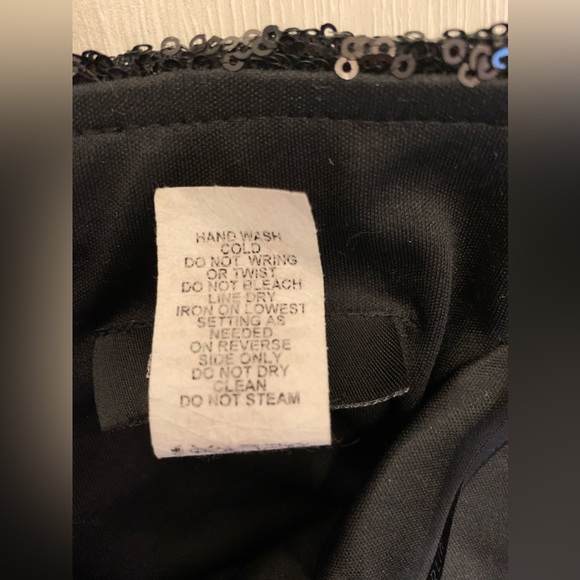 HAND WASH
COLD
DO NOT WRING
OR TWIST
DO NOT BLEACH
LINE DRY
IRON ON LOWEST
SETTING AS
NEEDED
ON REVERSE
SIDE ONLY
DO NOT DRY
CLEAN
DO NOT STEAM